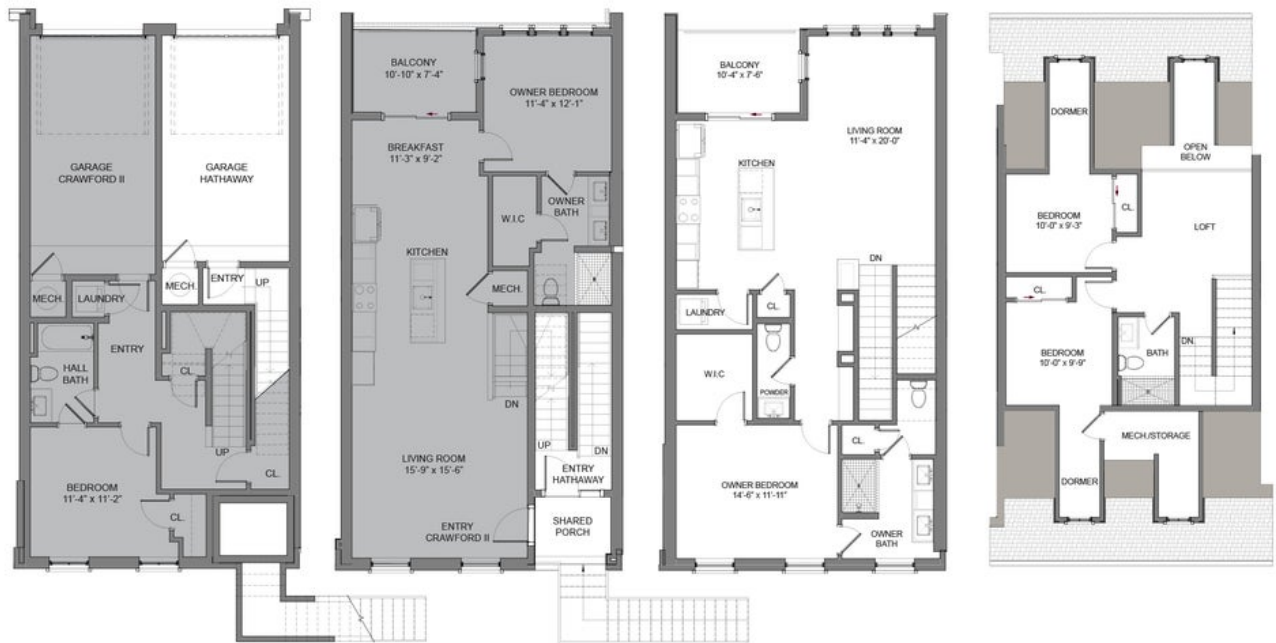 GARAGE
CRAWFORD II
GARAGE
HATHAWAY
MECH.
LAUNDRY
MECH.
ENTRY
UP
ENTRY
HALL
BATH
CL.
UP
CL.
BEDROOM
11'-4" x 11'-2"
CL.
BALCONY
10'-10" x 7'-4"
OWNER BEDROOM
11'-4" x 12'-1"
BREAKFAST
11'-3" x 9'-2"
W.I.C
OWNER
BATH
KITCHEN
MECH.
DN
UP
DN
LIVING ROOM
15'-9" x 15'-6"
ENTRY
HATHAWAY
ENTRY
CRAWFORD II
SHARED
PORCH
BALCONY
10'-4" x 7'-6"
LIVING ROOM
11'-4" x 20'-0"
KITCHEN
DN
LAUNDRY
CL.
W.I.C
POWDER
CL.
OWNER BEDROOM
14'-6" x 11'-11"
OWNER
BATH
DORMER
OPEN
BELOW
BEDROOM
10'-0" x 9'-3"
CL.
LOFT
CL.
BEDROOM
10'-0" x 9'-9"
BATH
DN.
MECH./STORAGE
DORMER